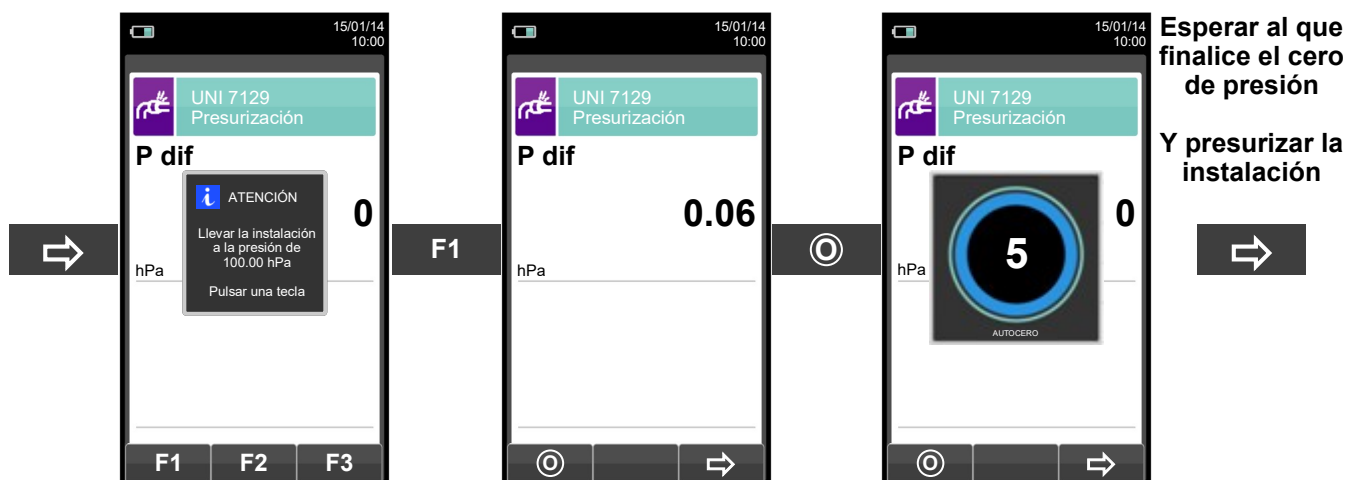 15/01/14
10:00
UNI 7129
Presurización
P dif
i ATENCIÓN
Llevar la instalación
a la presión de
100.00 hPa
Pulsar una tecla
0
hPa
F1 F2 F3
F1
15/01/14
10:00
UNI 7129
Presurización
P dif
0.06
hPa
15/01/14
10:00
UNI 7129
Presurización
P dif
5
AUTOCERO
0
hPa
Esperar al que
finalice el cero
de presión
Y presurizar la
instalación